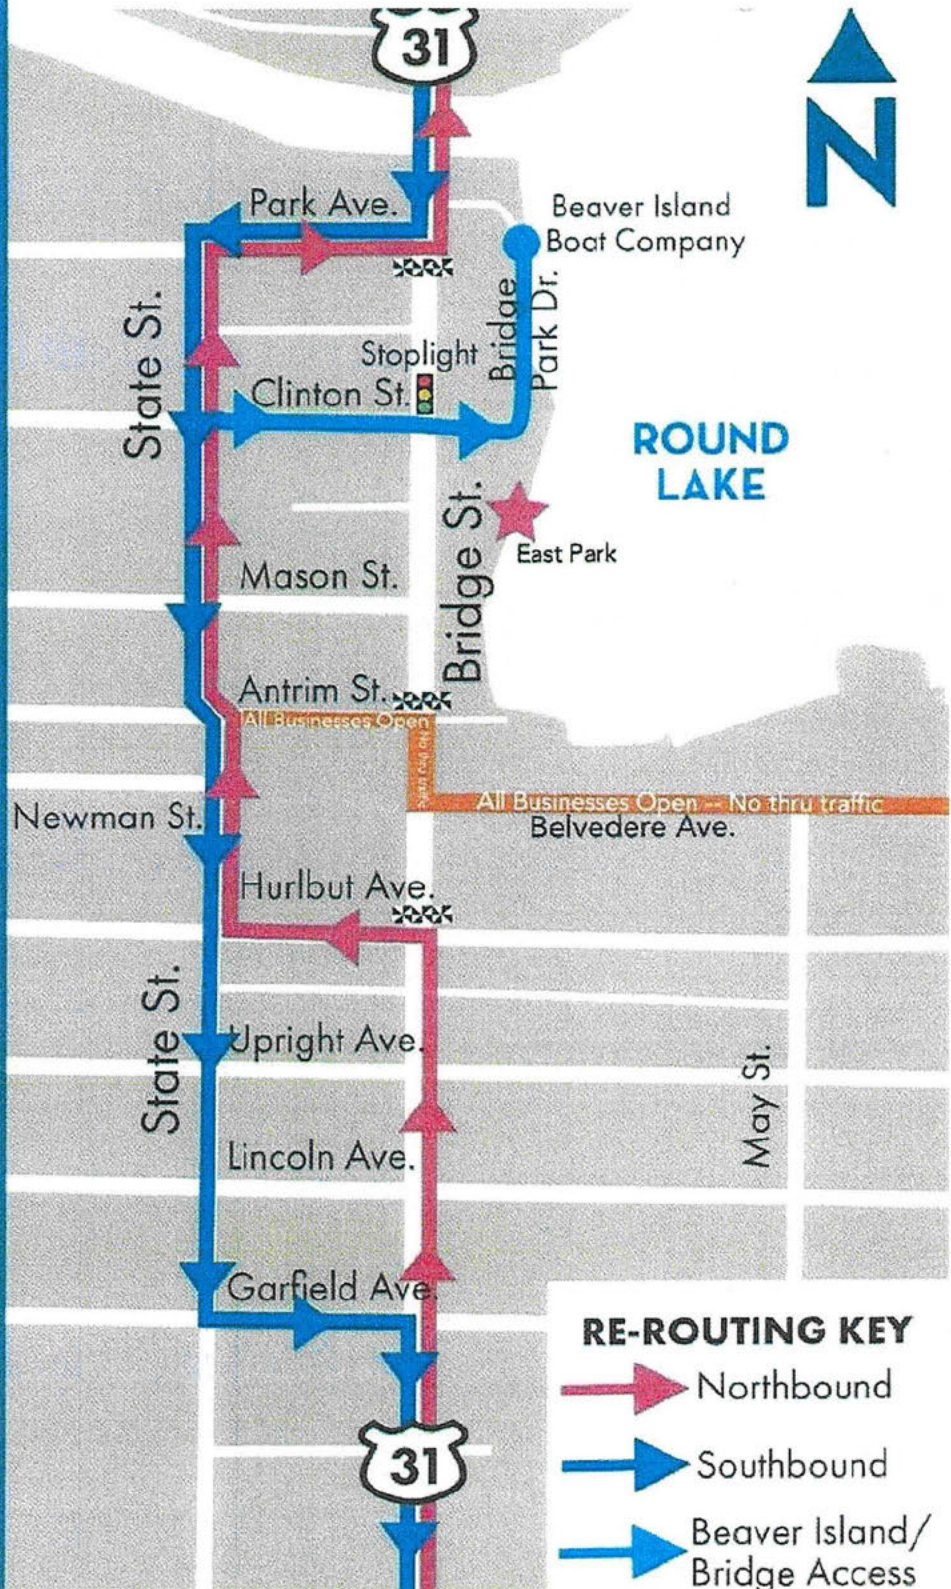 31
N
Park Ave.
Beaver Island
Boat Company
Bridge
Park Dr.
State St.
Stoplight
Clinton St.
ROUND
LAKE
Bridge St.
East Park
Mason St.
Antrim St.
All Businesses Open
No thru traffic
All Businesses Open -- No thru traffic
Newman St.
Belvedere Ave.
Hurlbut Ave.
State St.
Upright Ave.
May St.
Lincoln Ave.
Garfield Ave.
RE-ROUTING KEY
Northbound
31
Southbound
Beaver Island/
Bridge Access